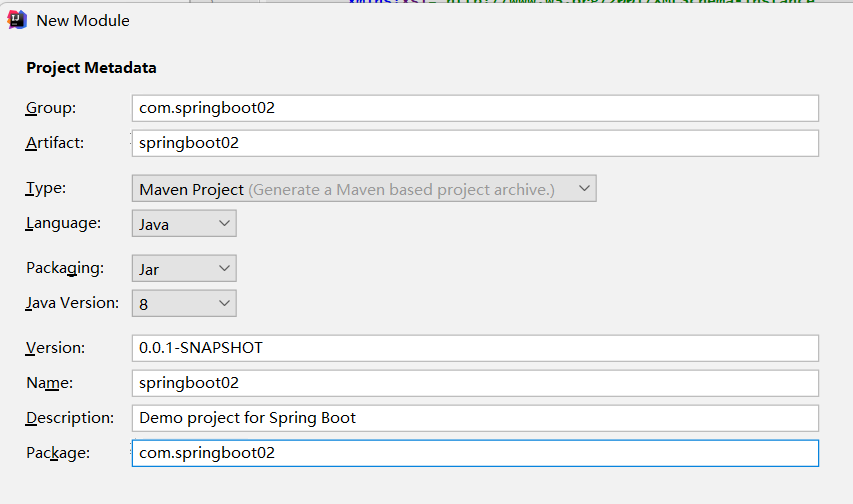 New Module
Project Metadata
Group: com.springboot02
Artifact: springboot02
Type: Maven Project (Generate a Maven based project archive.)
Language: Java
Packaging: Jar
Java Version: 8
Version: 0.0.1-SNAPSHOT
Name: springboot02
Description: Demo project for Spring Boot
Package: com.springboot02